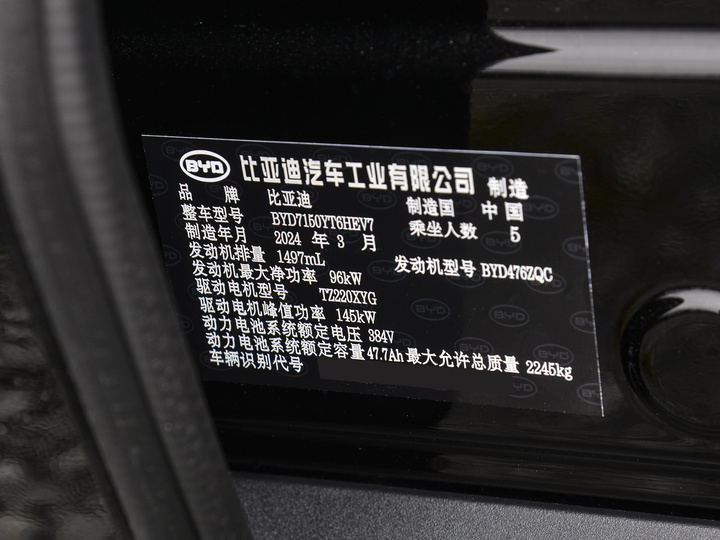 BYD 比亚迪汽车工业有限公司 制造
品 牌 比亚迪 制造国 中国
整车型号 BYD7150YT6HEV7 乘坐人数 5
制造年月 2024 年 3 月
发动机排量 1497mL 发动机型号 BYD476ZQC
发动机最大净功率 96kW
驱动电机型号 TZ220XYG
驱动电机峰值功率 145kW
动力电池系统额定电压 384V
动力电池系统额定容量 47.7Ah 最大允许总质量 2245kg
车辆识别代号